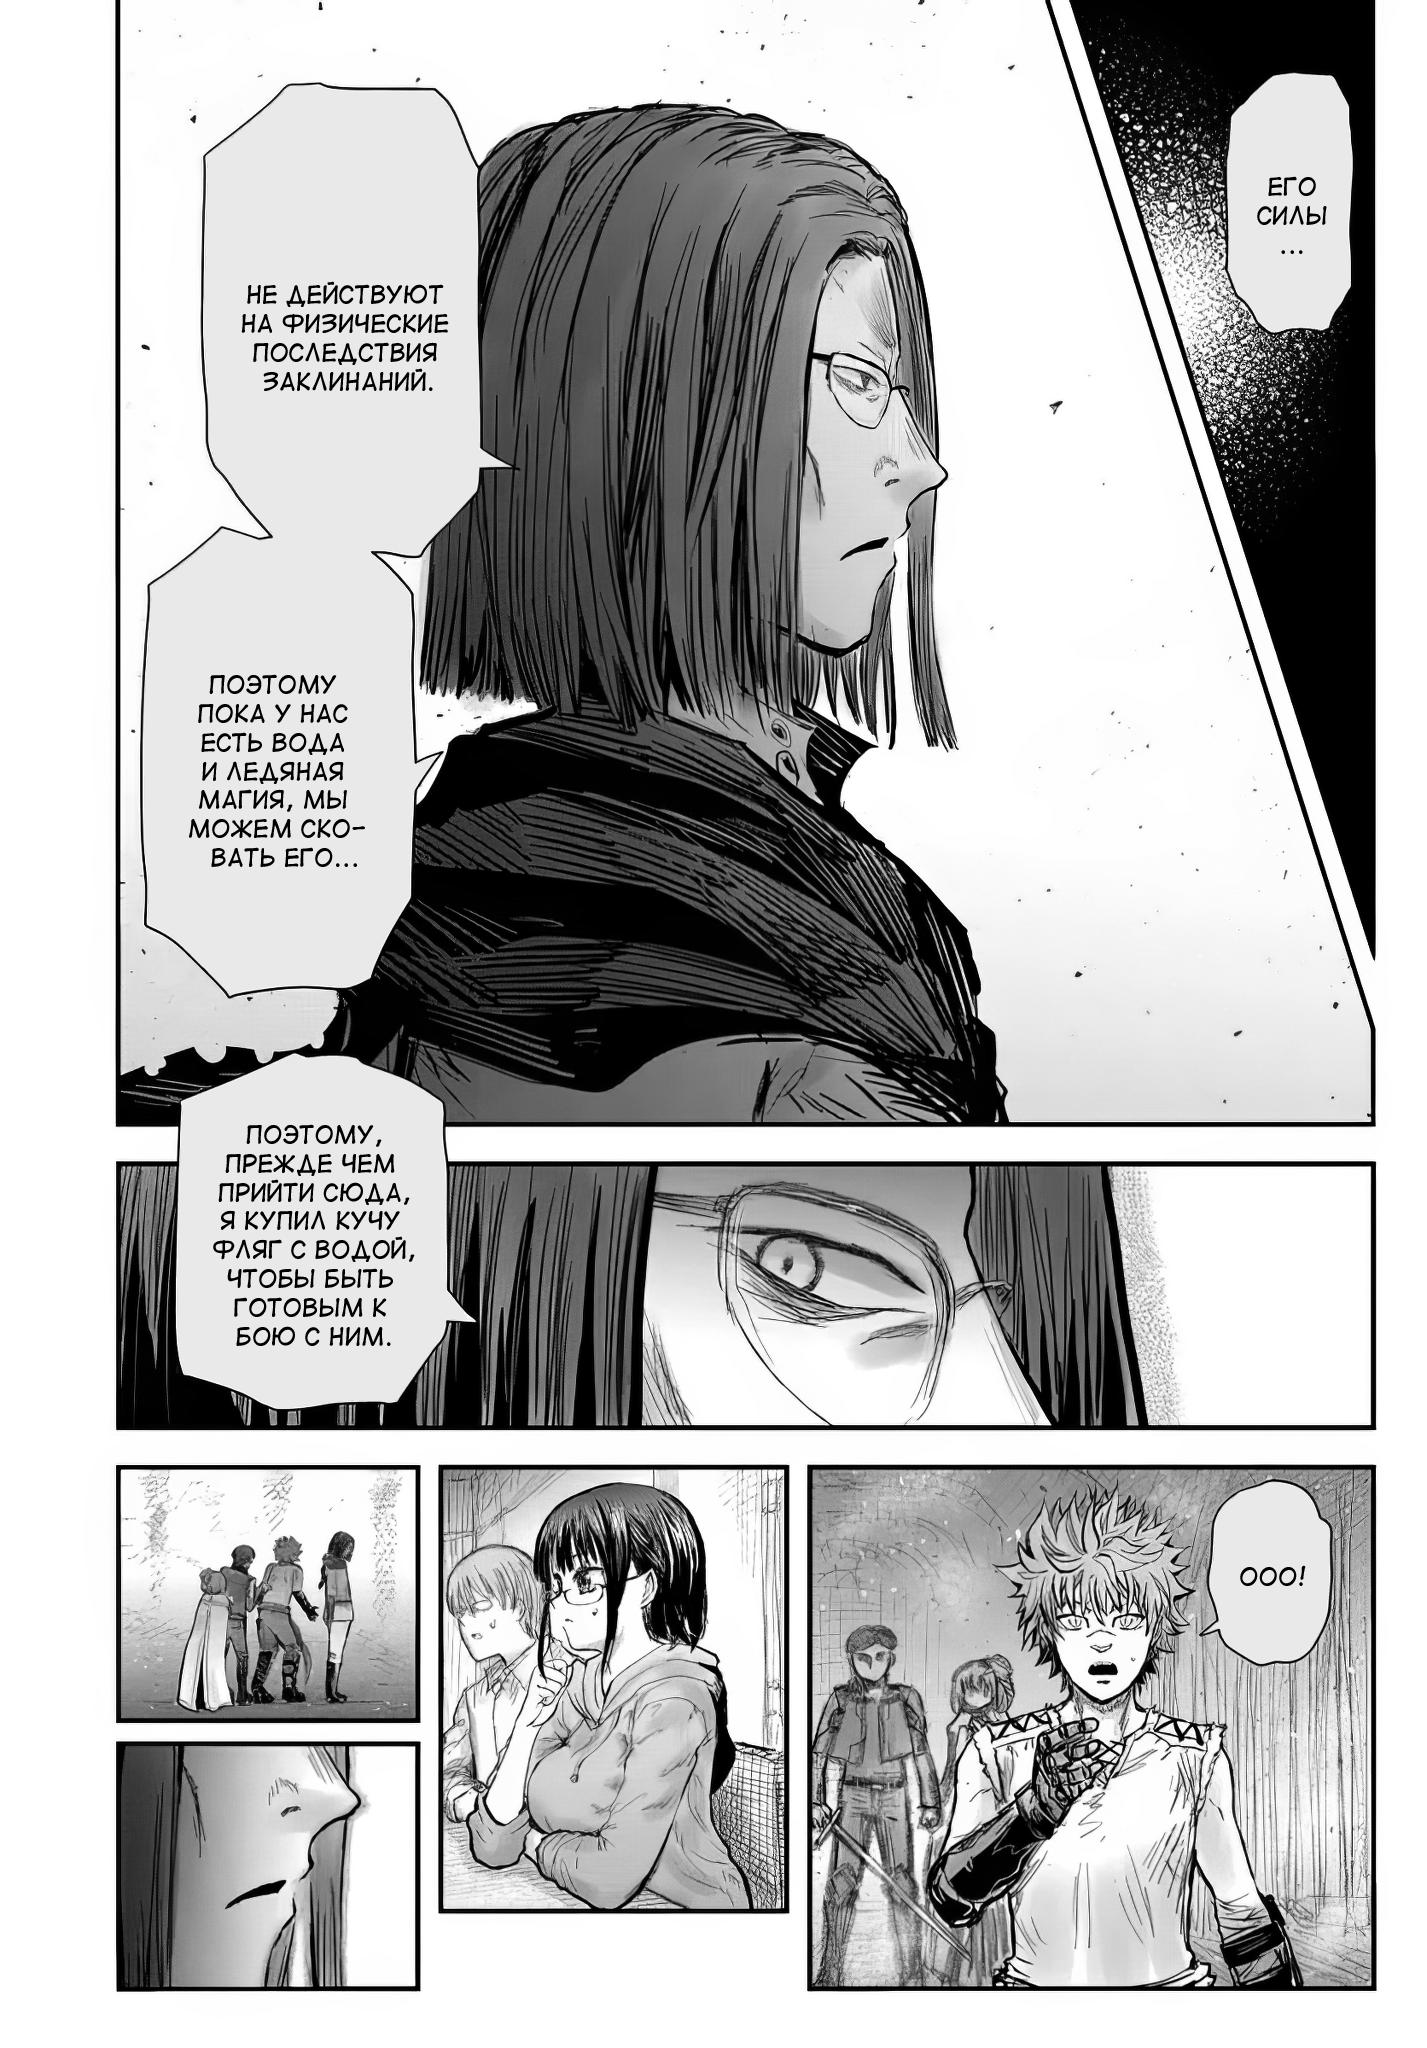 ЕГО
СИЛЫ
...
НЕ ДЕЙСТВУЮТ
НА ФИЗИЧЕСКИЕ
ПОСЛЕДСТВИЯ
ЗАКЛИНАНИЙ.
ПОЭТОМУ
ПОКА У НАС
ЕСТЬ ВОДА
И ЛЕДЯНАЯ
МАГИЯ, МЫ
МОЖЕМ СКО-
ВАТЬ ЕГО...
ПОЭТОМУ,
ПРЕЖДЕ ЧЕМ
ПРИЙТИ СЮДА,
Я КУПИЛ КУЧУ
ФЛЯГ С ВОДОЙ,
ЧТОБЫ БЫТЬ
ГОТОВЫМ К
БОЮ С НИМ.
ООО!